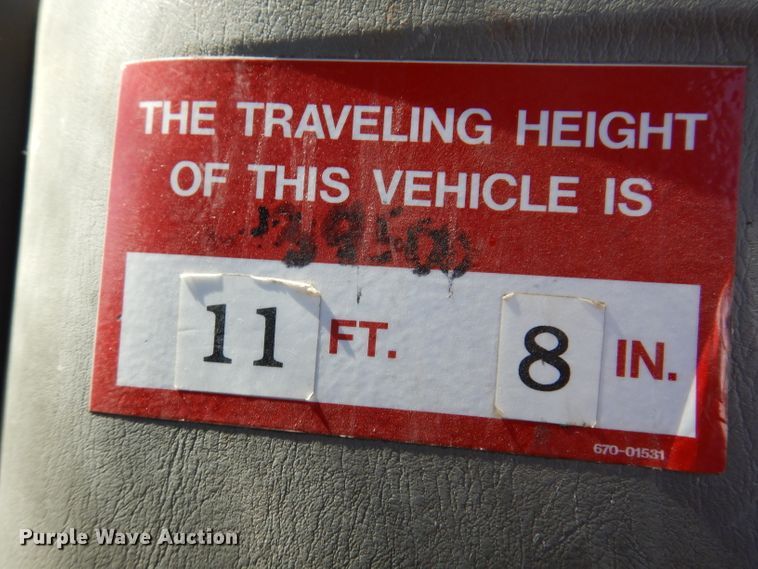 THE TRAVELING HEIGHT
OF THIS VEHICLE IS
11 FT. 8 IN.
670-01531
Purple Wave Auction